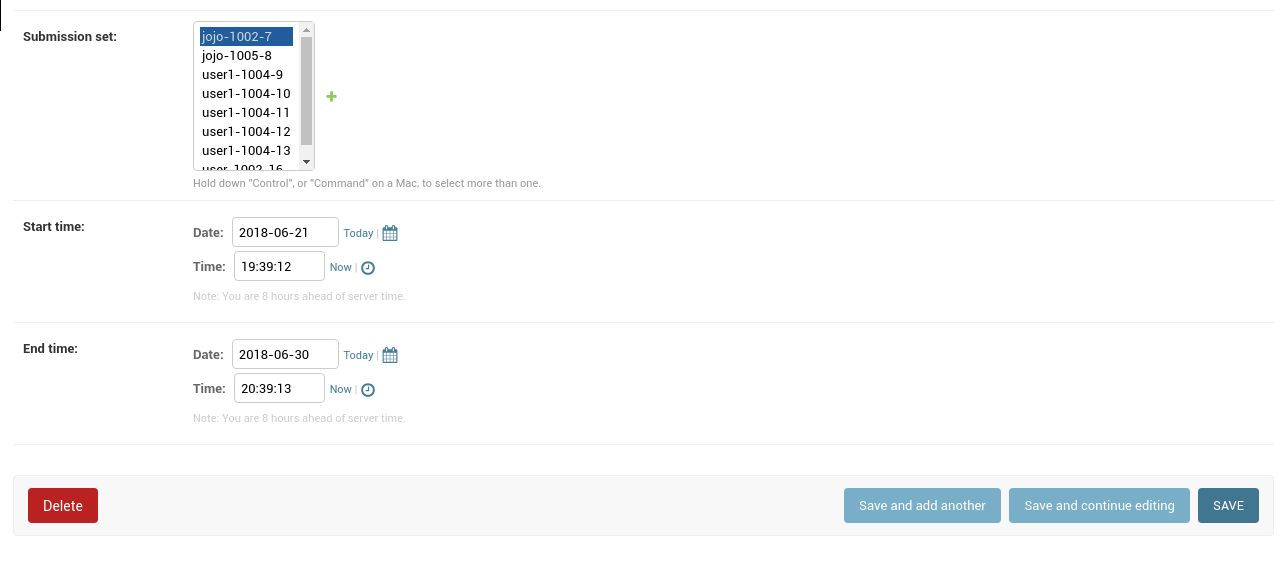 Submission set:
jojo-1002-7
jojo-1005-8
user1-1004-9
user1-1004-10
user1-1004-11
user1-1004-12
user1-1004-13
user-1002-16
Hold down "Control", or "Command" on a Mac, to select more than one.
Start time:
Date: 2018-06-21 Today |
Time: 19:39:12 Now |
Note: You are 8 hours ahead of server time.
End time:
Date: 2018-06-30 Today |
Time: 20:39:13 Now |
Note: You are 8 hours ahead of server time.
Delete Save and add another Save and continue editing SAVE